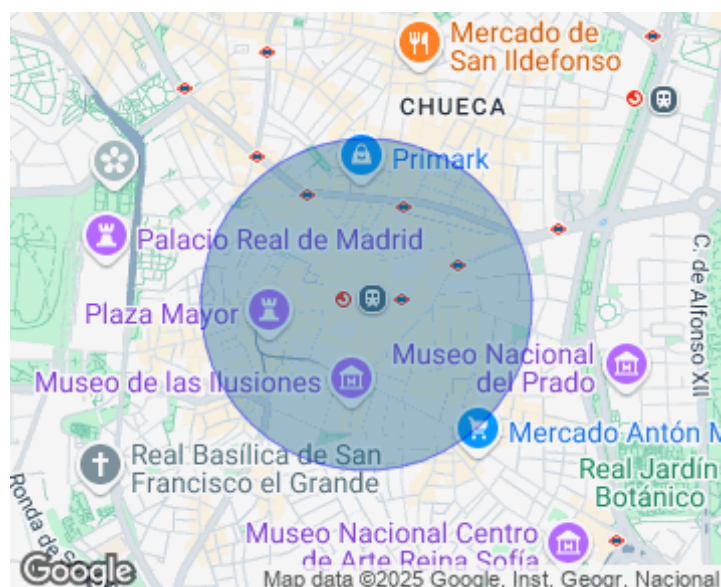 Mercado de
San Ildefonso
CHUECA
Primark
Palacio Real de Madrid
Plaza Mayor
Museo de las Ilusiones
Museo Nacional
del Prado
C. de Alfonso XII
Mercado Antón M
Real Basílica de San
Francisco el Grande
Real Jardín
Botánico
Museo Nacional Centro
de Arte Reina Sofía
Ronda de S
Google
Map data ©2025 Google, Inst. Geogr. Nacional